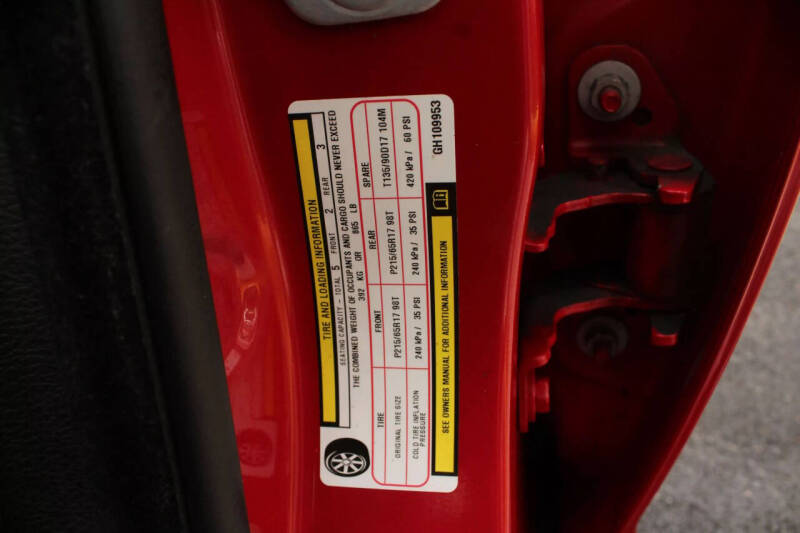 TIRE AND LOADING INFORMATION
SEATING CAPACITY - TOTAL 5 FRONT 2 REAR 3
THE COMBINED WEIGHT OF OCCUPANTS AND CARGO SHOULD NEVER EXCEED
392 KG OR 865 LB
TIRE FRONT REAR SPARE
ORIGINAL TIRE SIZE P215/65R17 98T P215/65R17 98T T135/90D17 104M
COLD TIRE INFLATION PRESSURE 240 kPa / 35 PSI 240 kPa / 35 PSI 420 kPa / 60 PSI
SEE OWNERS MANUAL FOR ADDITIONAL INFORMATION
GH109953